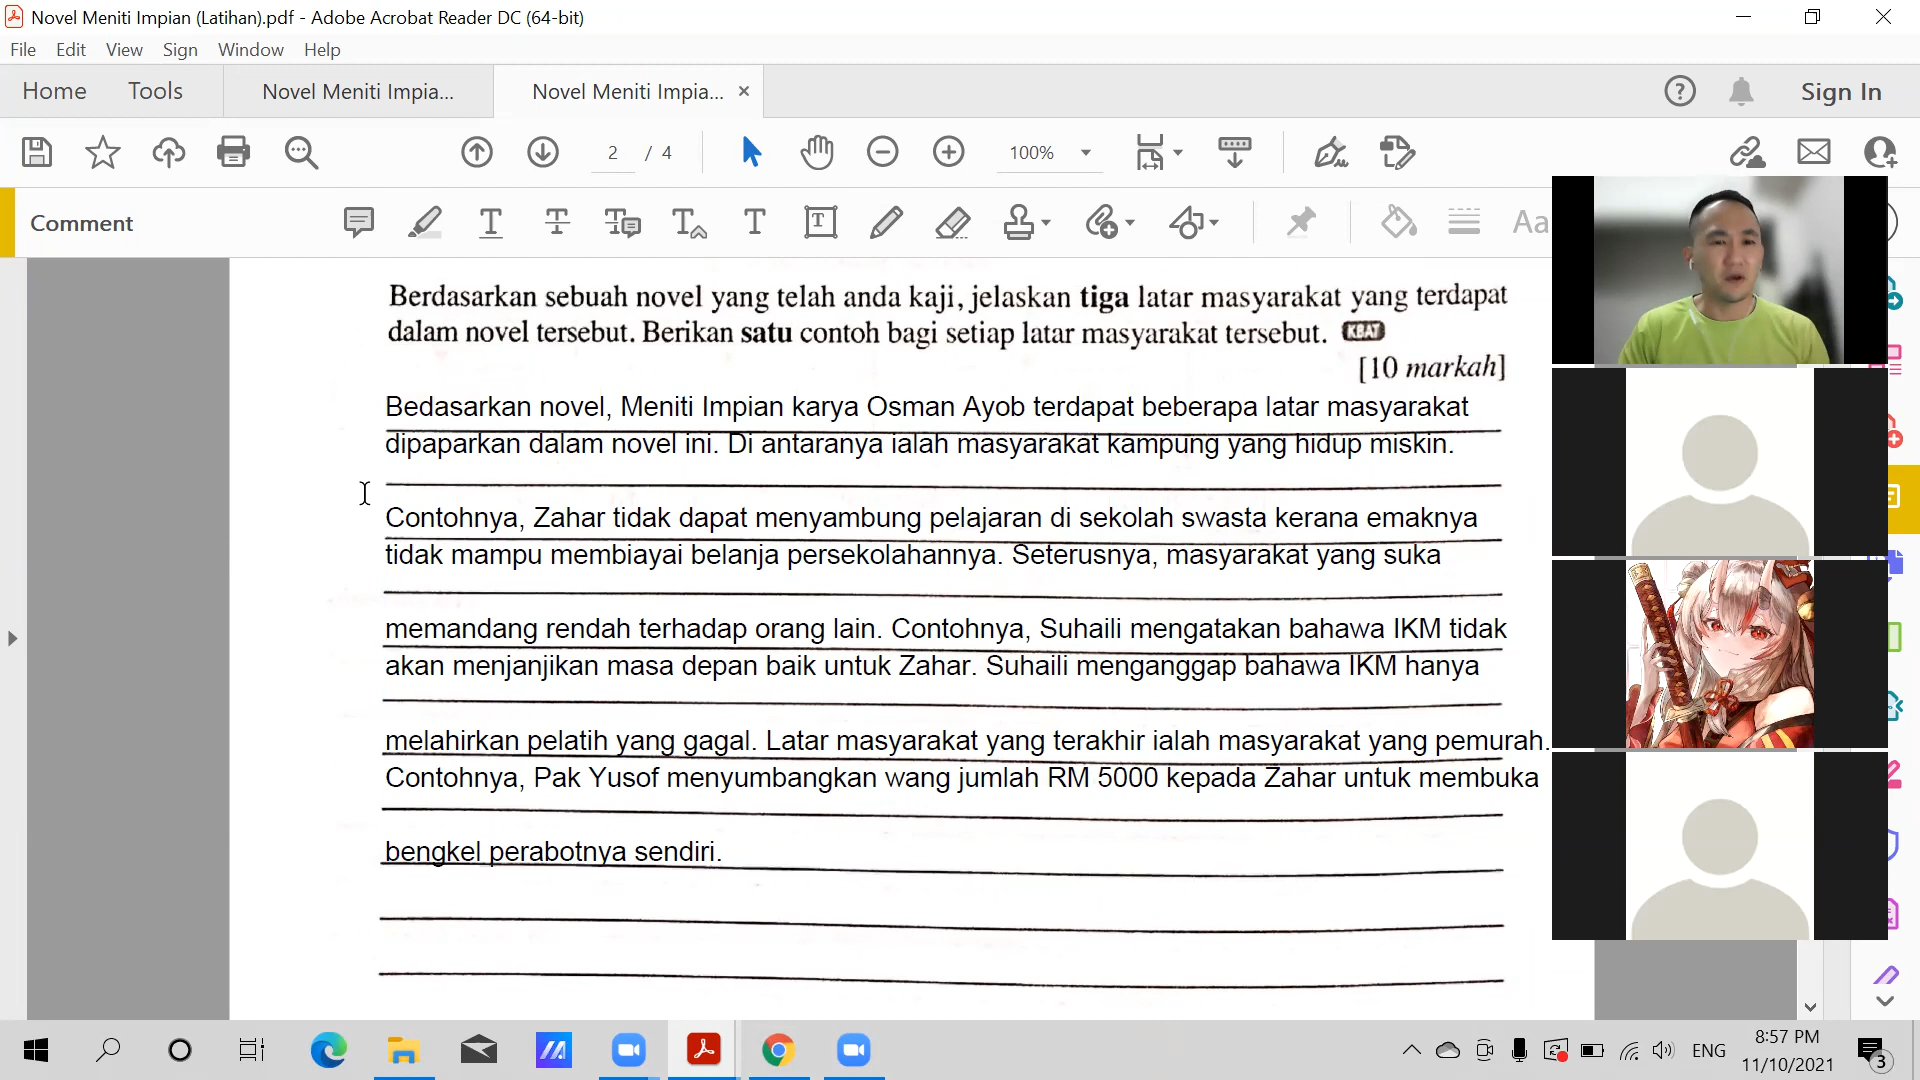 Novel Meniti Impian (Latihan).pdf - Adobe Acrobat Reader DC (64-bit)
File Edit View Sign Window Help
Home Tools Novel Meniti Impia... Novel Meniti Impia... × Sign In
2 / 4 100%
Comment Aa
Berdasarkan sebuah novel yang telah anda kaji, jelaskan tiga latar masyarakat yang terdapat
dalam novel tersebut. Berikan satu contoh bagi setiap latar masyarakat tersebut. KBAT
[10 markah]
Bedasarkan novel, Meniti Impian karya Osman Ayob terdapat beberapa latar masyarakat
dipaparkan dalam novel ini. Di antaranya ialah masyarakat kampung yang hidup miskin.
Contohnya, Zahar tidak dapat menyambung pelajaran di sekolah swasta kerana emaknya
tidak mampu membiayai belanja persekolahannya. Seterusnya, masyarakat yang suka
memandang rendah terhadap orang lain. Contohnya, Suhaili mengatakan bahawa IKM tidak
akan menjanjikan masa depan baik untuk Zahar. Suhaili menganggap bahawa IKM hanya
melahirkan pelatih yang gagal. Latar masyarakat yang terakhir ialah masyarakat yang pemurah.
Contohnya, Pak Yusof menyumbangkan wang jumlah RM 5000 kepada Zahar untuk membuka
bengkel perabotnya sendiri.
ENG
8:57 PM
11/10/2021
3